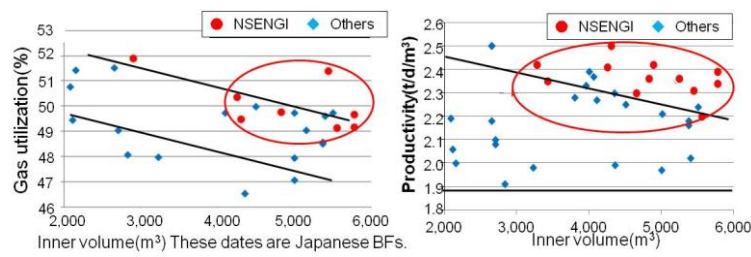 NSENGI Others
53
52
51
50
49
48
47
46
Gas utilization(%)
2,000 3,000 4,000 5,000 6,000
Inner volume(m³) These dates are Japanese BFs.
NSENGI Others
2.6
2.5
2.4
2.3
2.2
2.1
2.0
1.9
1.8
Productivity(t/d/m³)
2,000 3,000 4,000 5,000 6,000
Inner volume(m³)